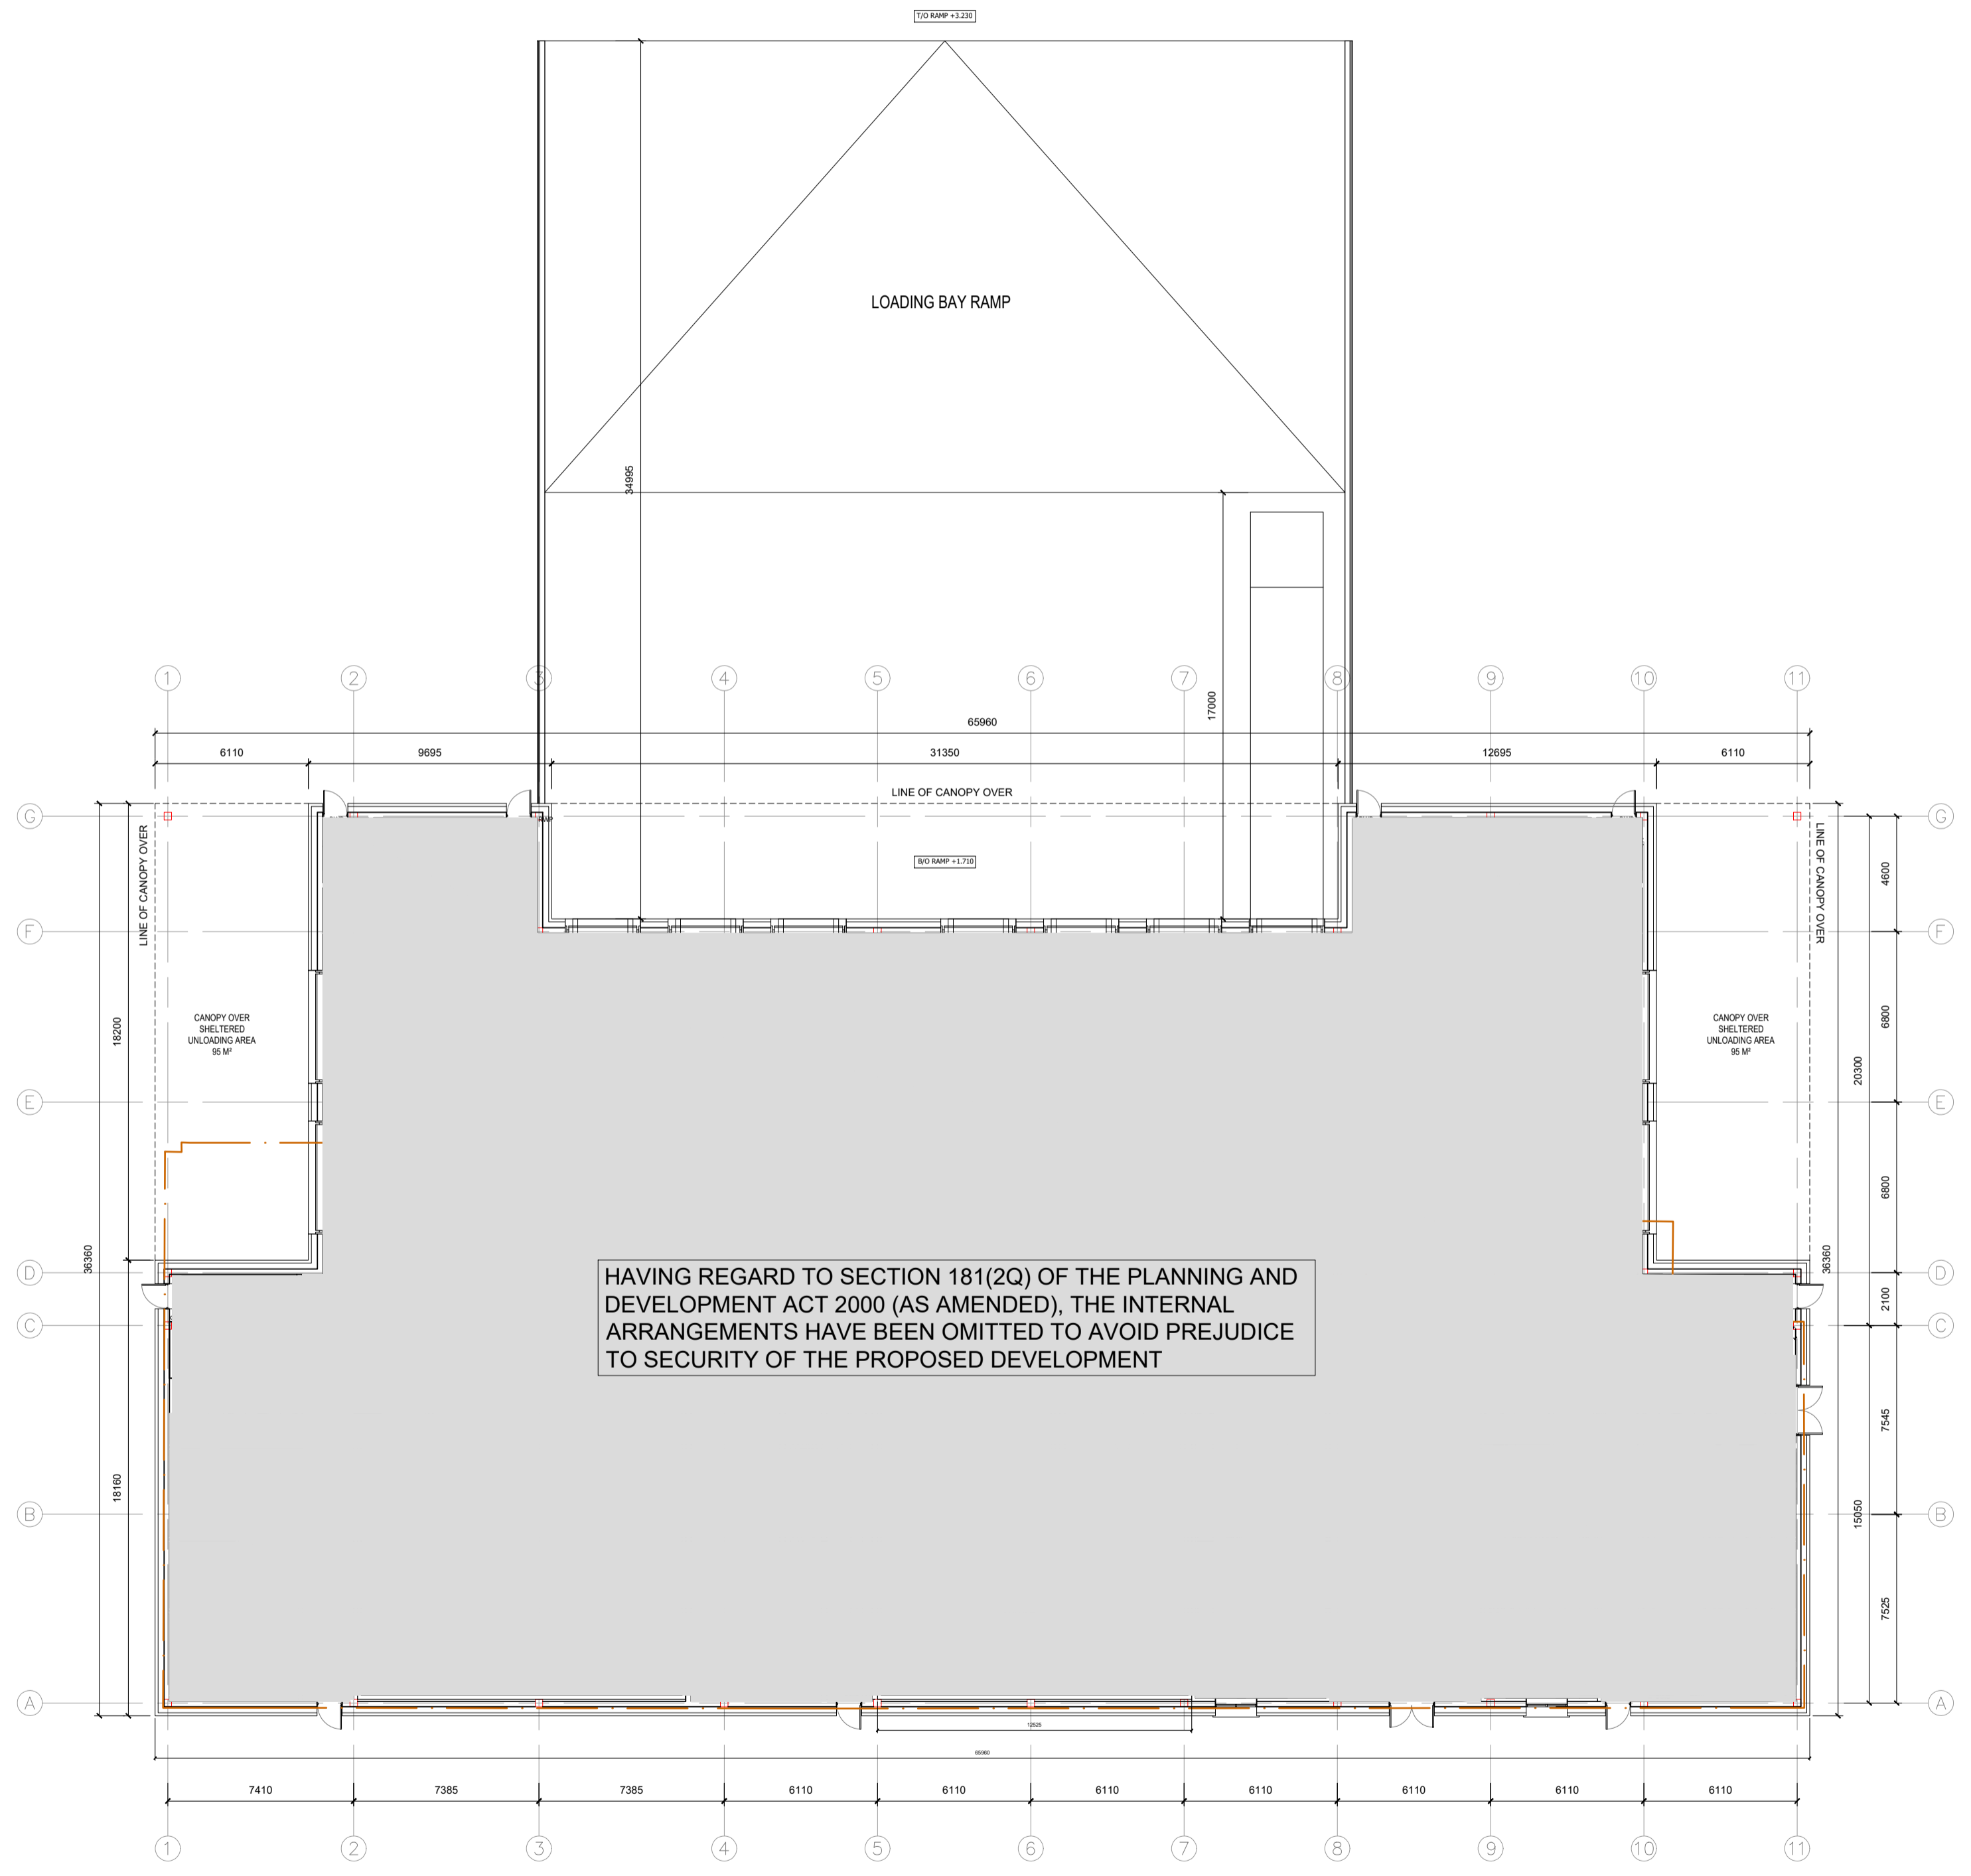 T/O RAMP +3.230
LOADING BAY RAMP
34995
17000
1
2
3
4
5
6
7
8
9
10
11
65960
6110
9695
31350
12695
6110
LINE OF CANOPY OVER
G
RWP
G
LINE OF CANOPY OVER
LINE OF CANOPY OVER
B/O RAMP +1.710
4600
F
F
CANOPY OVER
SHELTERED
UNLOADING AREA
95 M²
CANOPY OVER
SHELTERED
UNLOADING AREA
95 M²
18200
6800
20300
E
E
6800
36360
36360
D
D
HAVING REGARD TO SECTION 181(2Q) OF THE PLANNING AND
DEVELOPMENT ACT 2000 (AS AMENDED), THE INTERNAL
ARRANGEMENTS HAVE BEEN OMITTED TO AVOID PREJUDICE
TO SECURITY OF THE PROPOSED DEVELOPMENT
2100
C
C
7545
18160
15050
B
B
7525
A
A
12525
65960
7410
7385
7385
6110
6110
6110
6110
6110
6110
6110
1
2
3
4
5
6
7
8
9
10
11